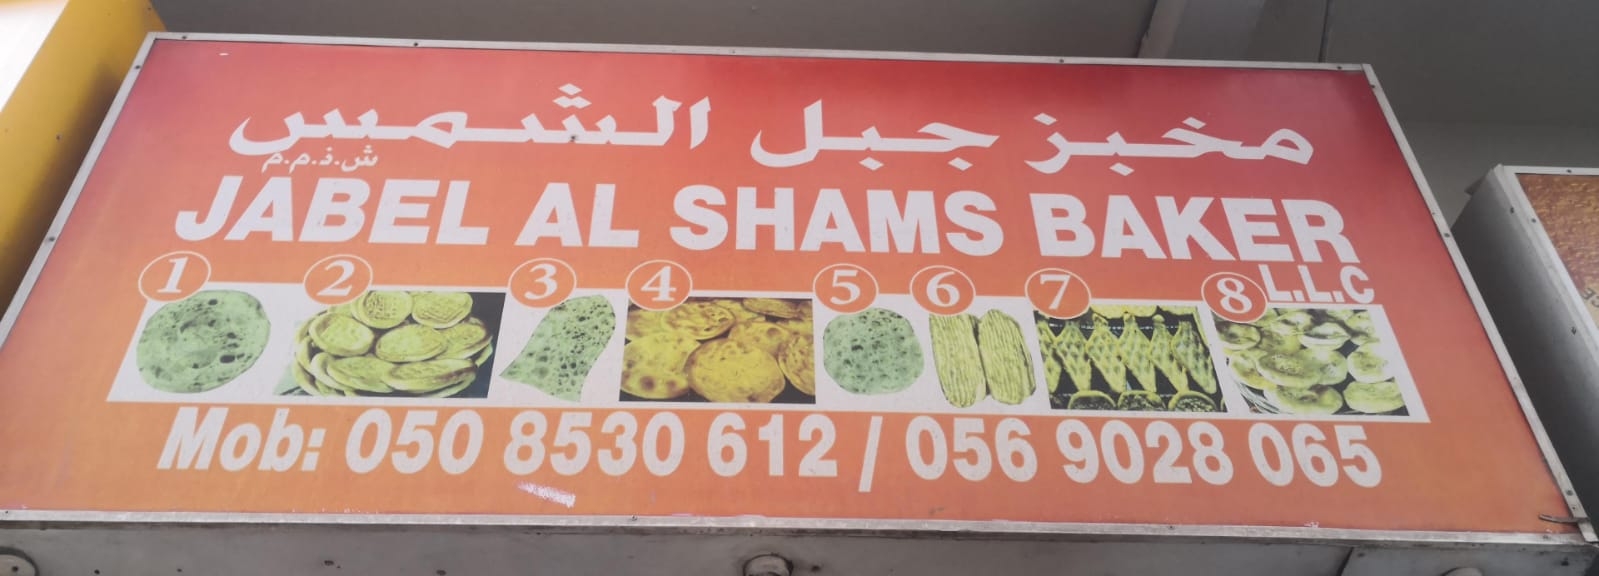 مخبز جبل الشمس
ش.ذ.م.م
JABEL AL SHAMS BAKER
L.L.C
1 2 3 4 5 6 7 8
Mob: 050 8530 612 / 056 9028 065